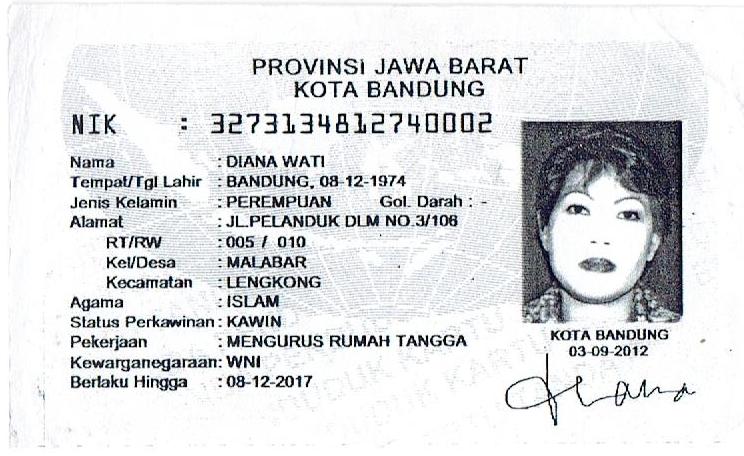 PROVINSI JAWA BARAT
KOTA BANDUNG
NIK : 3273134812740002
Nama : DIANA WATI
Tempat/Tgl Lahir : BANDUNG, 08-12-1974
Jenis Kelamin : PEREMPUAN Gol. Darah : -
Alamat : JL.PELANDUK DLM NO.3/106
RT/RW : 005 / 010
Kel/Desa : MALABAR
Kecamatan : LENGKONG
Agama : ISLAM
Status Perkawinan : KAWIN
Pekerjaan : MENGURUS RUMAH TANGGA
Kewarganegaraan: WNI
Berlaku Hingga : 08-12-2017
KOTA BANDUNG
03-09-2012